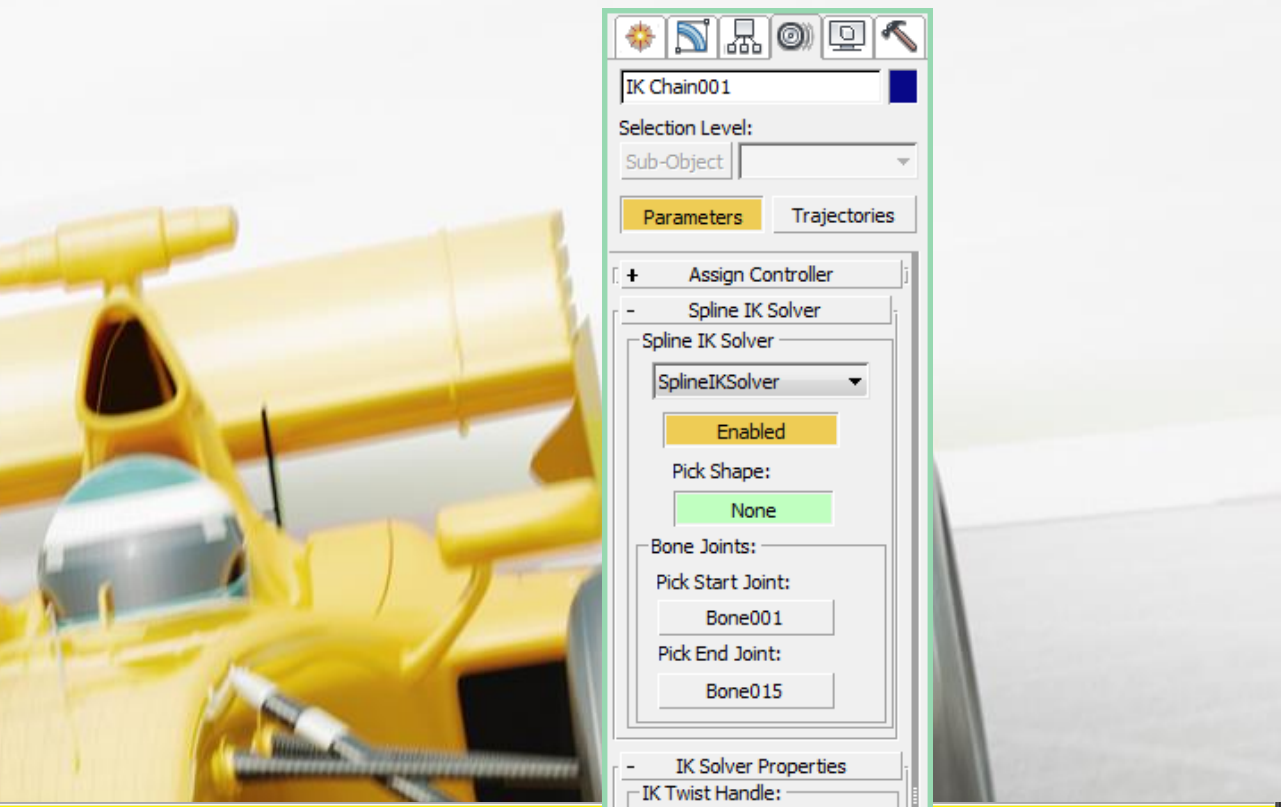 IK Chain001
Selection Level:
Sub-Object
Parameters Trajectories
+ Assign Controller
- Spline IK Solver
Spline IK Solver
SplineIKSolver
Enabled
Pick Shape:
None
Bone Joints:
Pick Start Joint:
Bone001
Pick End Joint:
Bone015
- IK Solver Properties
IK Twist Handle: